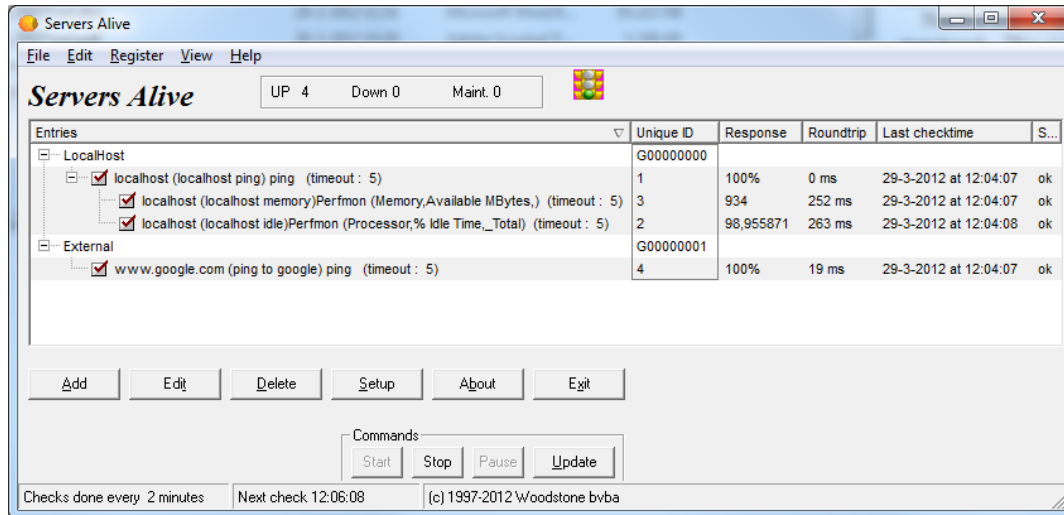 Servers Alive
File Edit Register View Help
Servers Alive UP 4 Down 0 Maint. 0
Entries Unique ID Response Roundtrip Last checktime S...
LocalHost G00000000
localhost (localhost ping) ping (timeout : 5) 1 100% 0 ms 29-3-2012 at 12:04:07 ok
localhost (localhost memory)Perfmon (Memory,Available MBytes,) (timeout : 5) 3 934 252 ms 29-3-2012 at 12:04:07 ok
localhost (localhost idle)Perfmon (Processor,% Idle Time,_Total) (timeout : 5) 2 98,955871 263 ms 29-3-2012 at 12:04:08 ok
External G00000001
www.google.com (ping to google) ping (timeout : 5) 4 100% 19 ms 29-3-2012 at 12:04:07 ok
Add Edit Delete Setup About Exit
Commands
Start Stop Pause Update
Checks done every 2 minutes Next check 12:06:08 (c) 1997-2012 Woodstone bvba